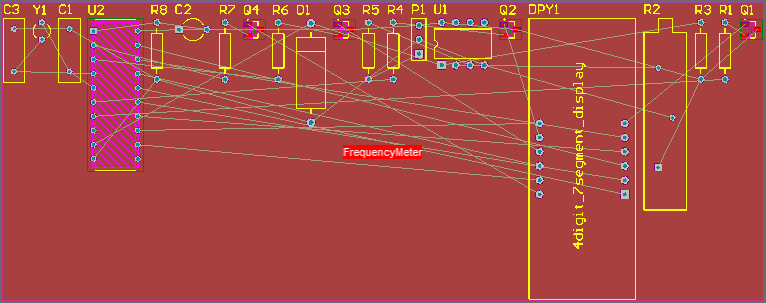 C3 Y1 C1 U2 R8 C2 R7 Q4 R6 D1 Q3 R5 R4 P1 U1 Q2 DPY1 R2 R3 R1 Q1
4digit_7segment_display
FrequencyMeter